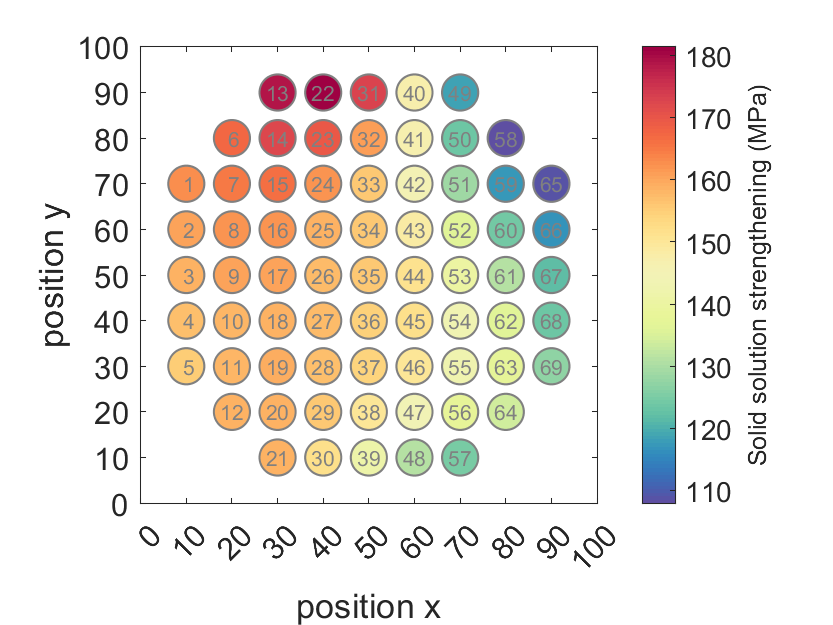 100
90
80
70
60
50
40
30
20
10
0
position y
13 22 31 40 49
6 14 23 32 41 50 58
1 7 15 24 33 42 51 59 65
2 8 16 25 34 43 52 60 66
3 9 17 26 35 44 53 61 67
4 10 18 27 36 45 54 62 68
5 11 19 28 37 46 55 63 69
12 20 29 38 47 56 64
21 30 39 48 57
0 10 20 30 40 50 60 70 80 90 100
position x
180
170
160
150
140
130
120
110
Solid solution strengthening (MPa)